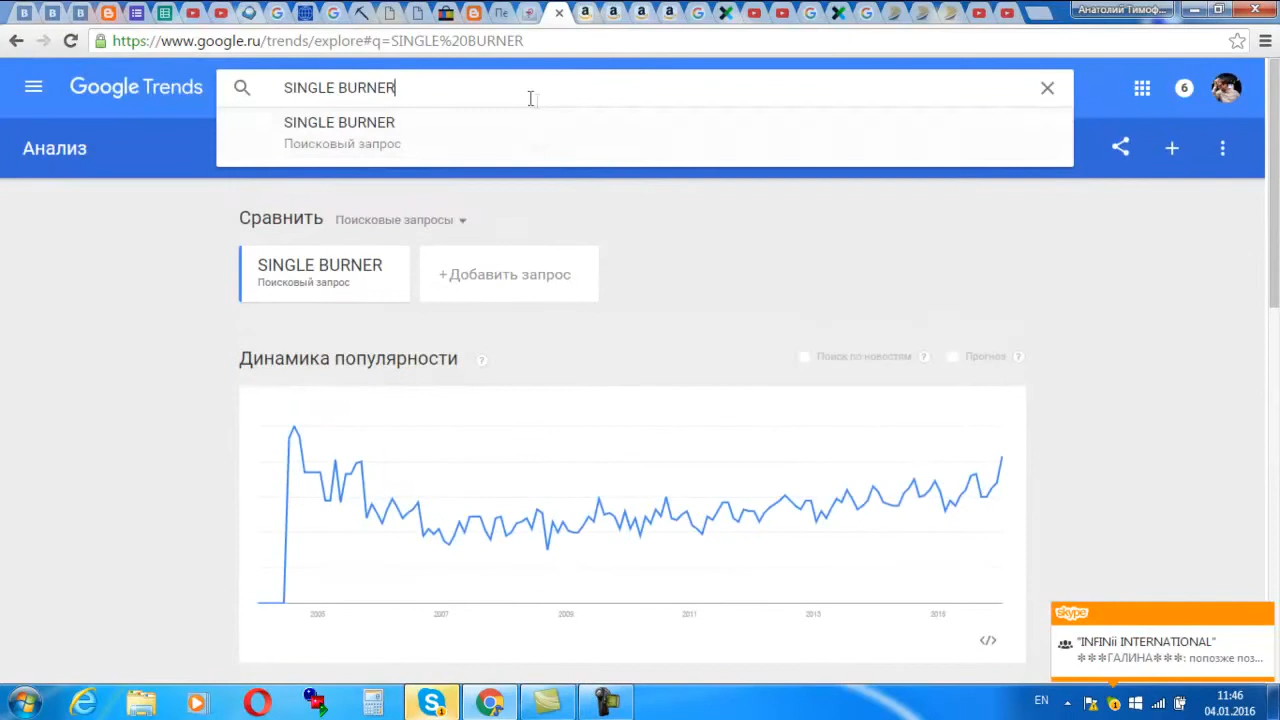 Анатолий Тимоф...
https://www.google.ru/trends/explore#q=SINGLE%20BURNER
Google Trends
SINGLE BURNER
6
SINGLE BURNER
Поисковый запрос
Анализ
Сравнить Поисковые запросы
SINGLE BURNER
Поисковый запрос
+Добавить запрос
Динамика популярности ?
Поиск по новостям ? Прогноз ?
2005 2007 2009 2011 2013 2015
</>
skype
"INFINii INTERNATIONAL"
***ГАЛИНА***: попозже поз...
EN
11:46
04.01.2016